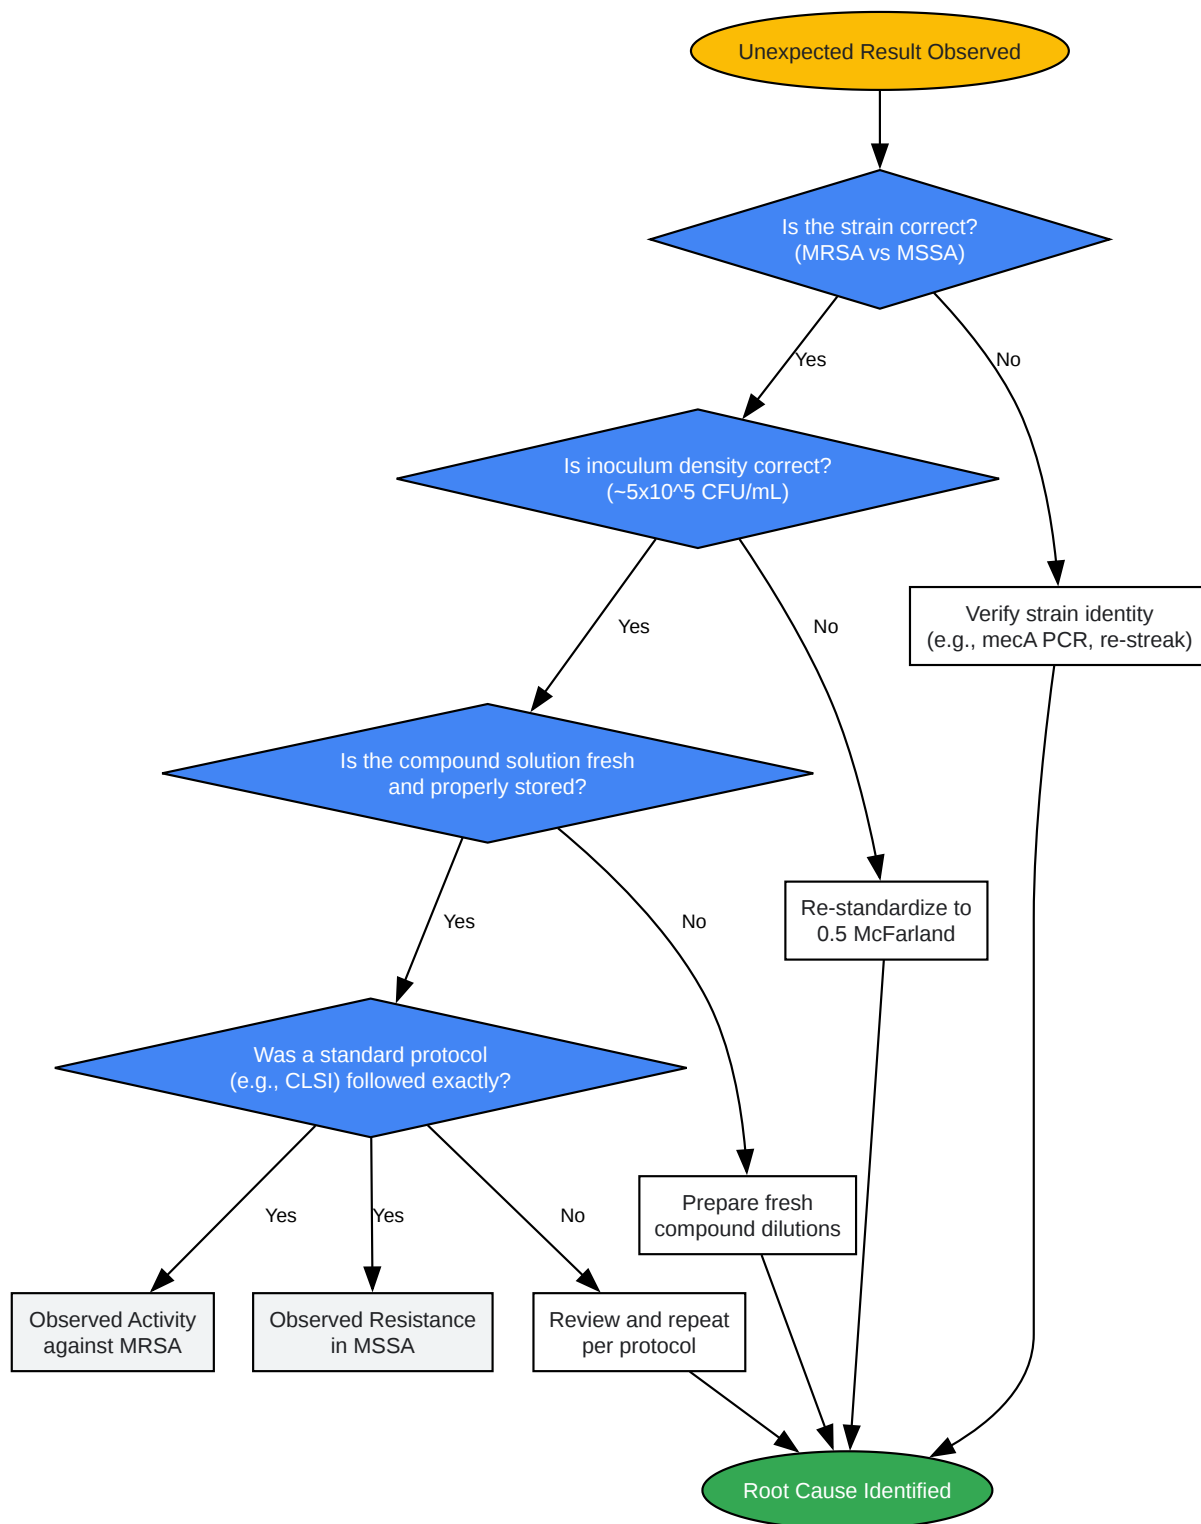 Unexpected Result Observed
Is the strain correct?
(MRSA vs MSSA)
Yes
No
Is inoculum density correct?
(~5x10^5 CFU/mL)
Yes
No
Verify strain identity
(e.g., mecA PCR, re-streak)
Is the compound solution fresh
and properly stored?
Yes
No
Re-standardize to
0.5 McFarland
Was a standard protocol
(e.g., CLSI) followed exactly?
Yes
Yes
No
Prepare fresh
compound dilutions
Observed Activity
against MRSA
Observed Resistance
in MSSA
Review and repeat
per protocol
Root Cause Identified